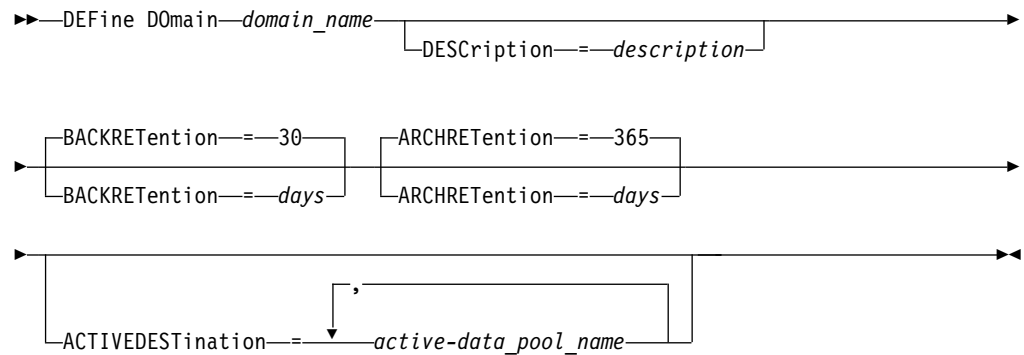 DEFine DOmain domain_name
DESCription = description
BACKRETention = 30 ARCHRETention = 365
BACKRETention = days ARCHRETention = days
,
ACTIVEDESTination = active-data_pool_name